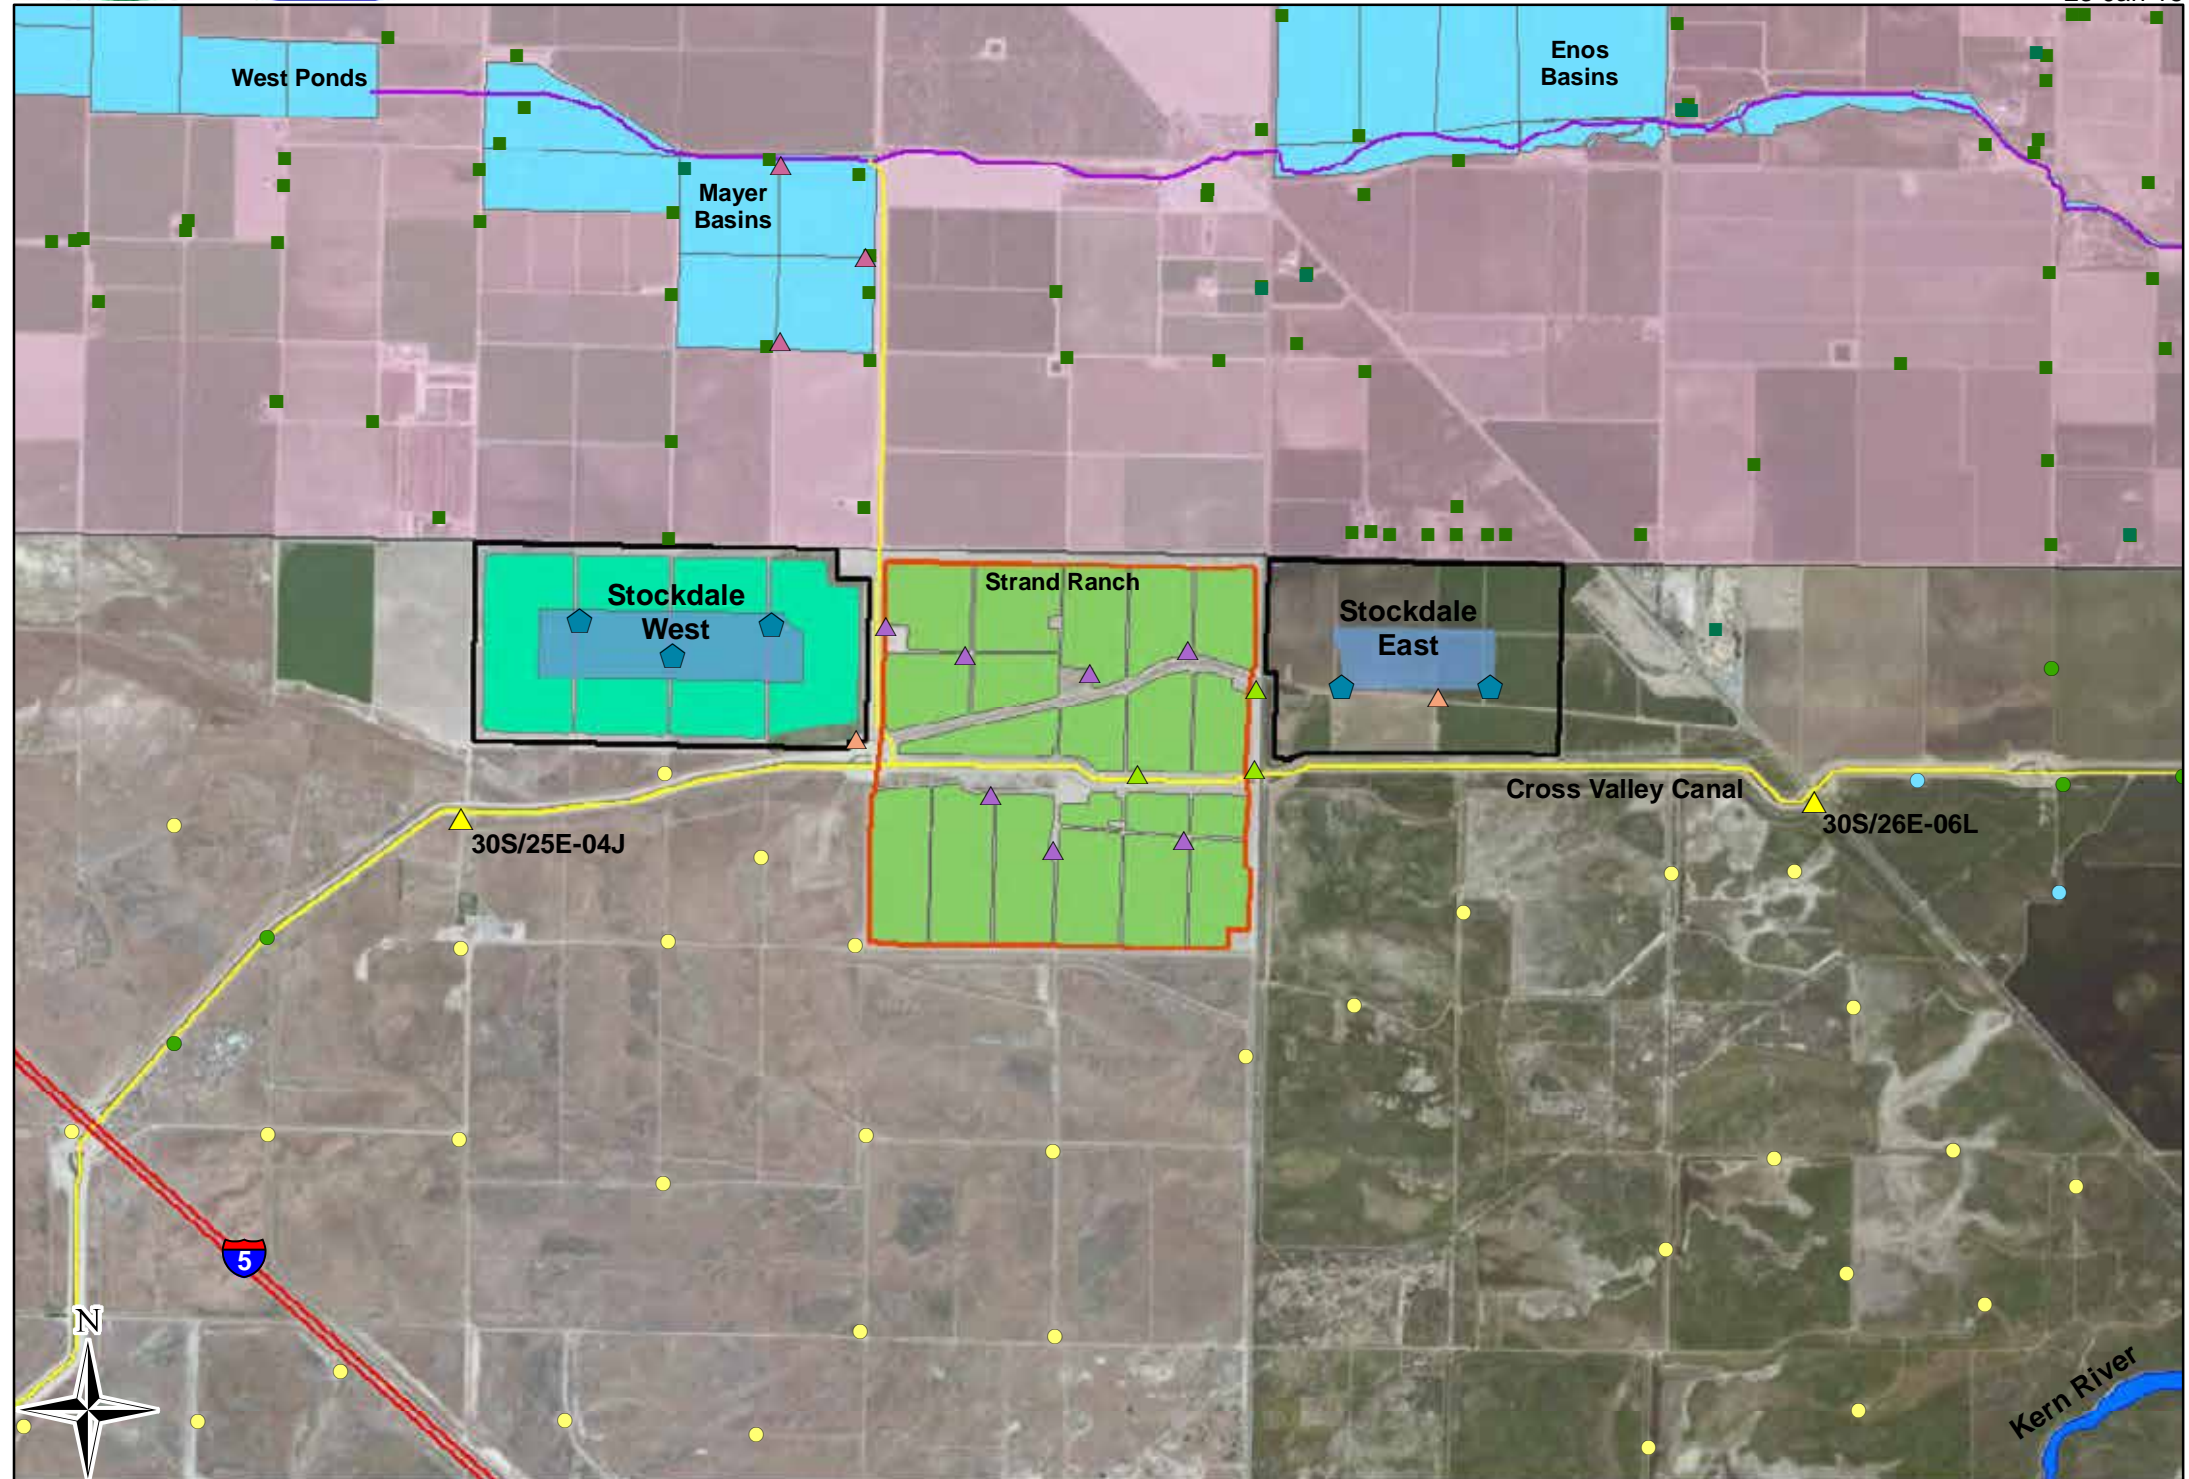 West Ponds
Enos
Basins
Mayer
Basins
Stockdale
West
Strand Ranch
Stockdale
East
Cross Valley Canal
30S/26E-06L
30S/25E-04J
5
N
Kern River